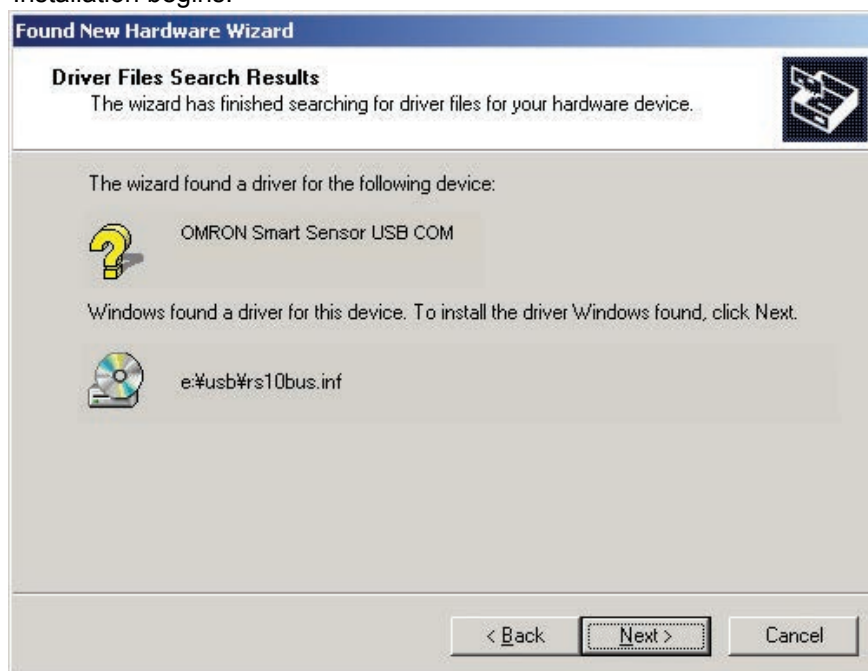 Installation begins.
Found New Hardware Wizard
Driver Files Search Results
The wizard has finished searching for driver files for your hardware device.
The wizard found a driver for the following device:
OMRON Smart Sensor USB COM
Windows found a driver for this device. To install the driver Windows found, click Next.
e:¥usb¥rs10bus.inf
< Back Next > Cancel